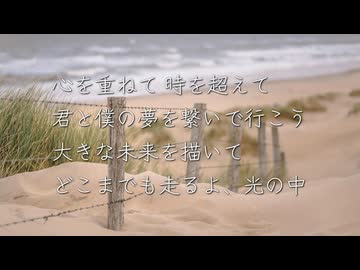 心を重ねて 時を超えて
君と僕の夢を繋いで行こう
大きな未来を描いて
どこまでも走るよ、光の中